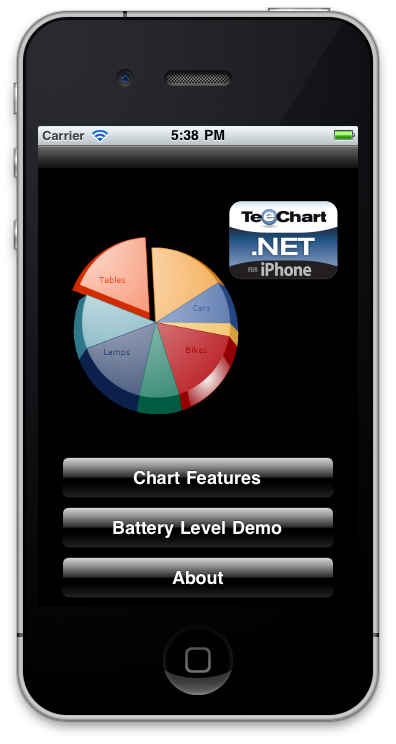 Carrier 5:38 PM
TeeChart
.NET
FOR iPhone
Tables
Cars
Lamps
Bikes
Chart Features
Battery Level Demo
About